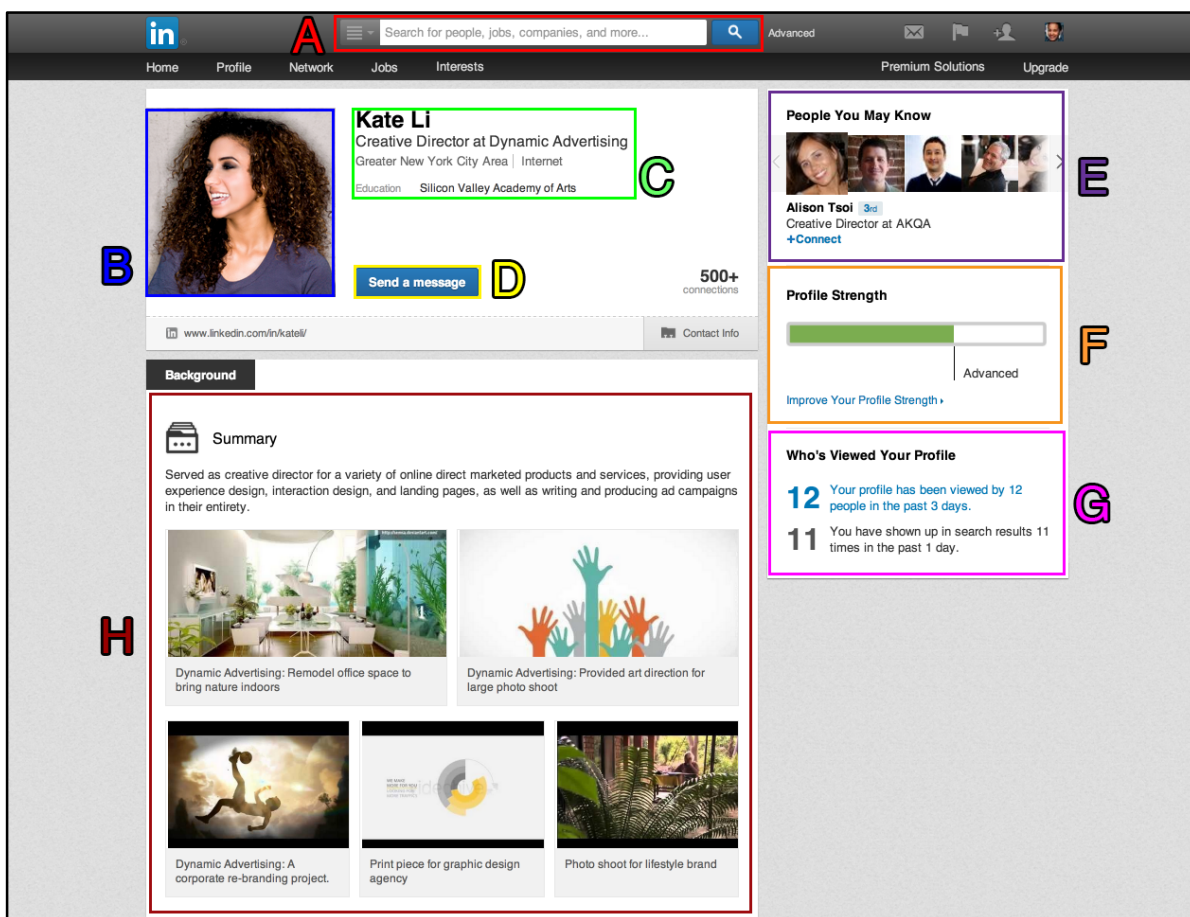 in
A
Search for people, jobs, companies, and more...
Advanced
Home Profile Network Jobs Interests
Premium Solutions Upgrade
Kate Li
Creative Director at Dynamic Advertising
Greater New York City Area | Internet
Education Silicon Valley Academy of Arts
C
B
Send a message
D
500+
connections
in www.linkedin.com/in/kateli/
Contact Info
People You May Know
E
Alison Tsoi 3rd
Creative Director at AKQA
+Connect
Profile Strength
F
Advanced
Improve Your Profile Strength
Who's Viewed Your Profile
12
Your profile has been viewed by 12
people in the past 3 days.
G
11
You have shown up in search results 11
times in the past 1 day.
Background
Summary
Served as creative director for a variety of online direct marketed products and services, providing user
experience design, interaction design, and landing pages, as well as writing and producing ad campaigns
in their entirety.
H
Dynamic Advertising: Remodel office space to
bring nature indoors
Dynamic Advertising: Provided art direction for
large photo shoot
Dynamic Advertising: A
corporate re-branding project.
Print piece for graphic design
agency
Photo shoot for lifestyle brand